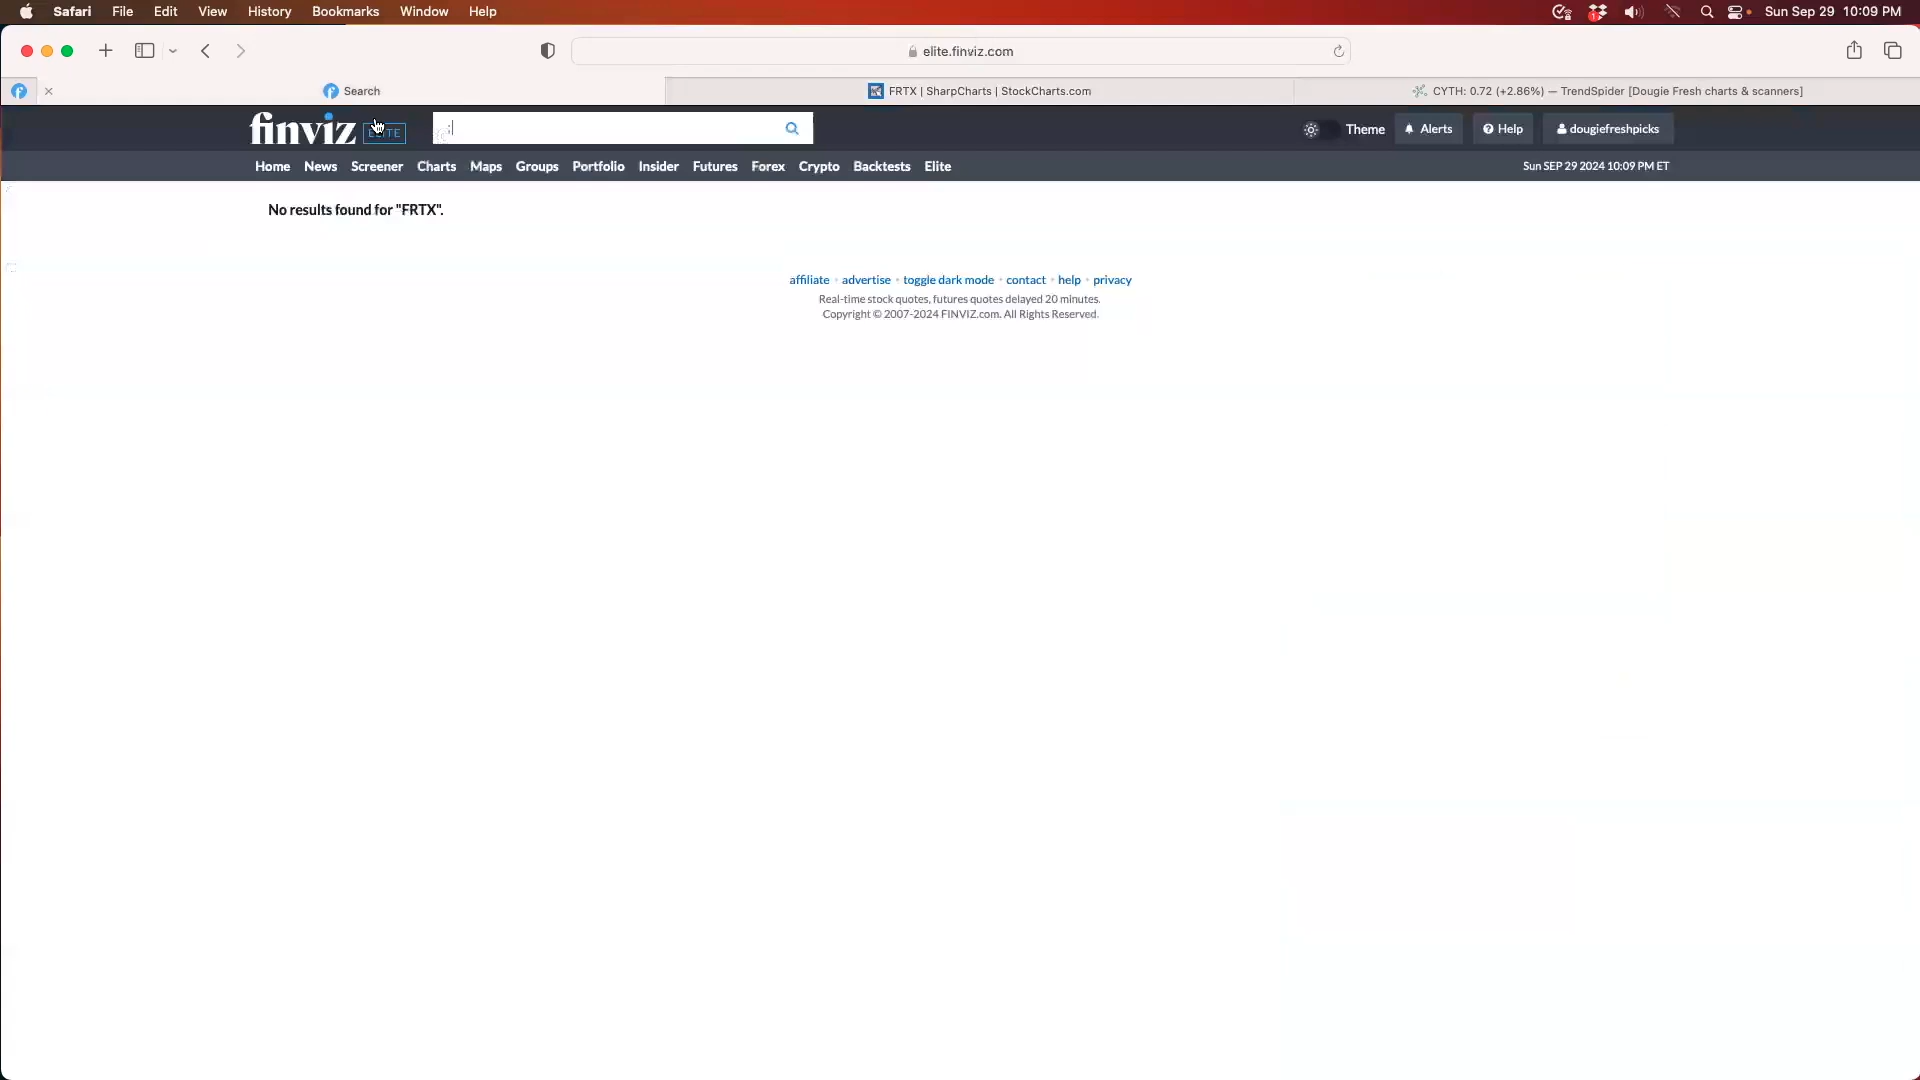 Safari File Edit View History Bookmarks Window Help Sun Sep 29 10:09 PM
elite.finviz.com
Search FRTX | SharpCharts | StockCharts.com CYTH: 0.72 (+2.86%) — TrendSpider [Dougie Fresh charts & scanners]
finviz ELITE Theme Alerts Help dougiefreshpicks
Home News Screener Charts Maps Groups Portfolio Insider Futures Forex Crypto Backtests Elite Sun SEP 29 2024 10:09 PM ET
No results found for "FRTX".
affiliate • advertise • toggle dark mode • contact • help • privacy
Real-time stock quotes, futures quotes delayed 20 minutes.
Copyright © 2007-2024 FINVIZ.com. All Rights Reserved.